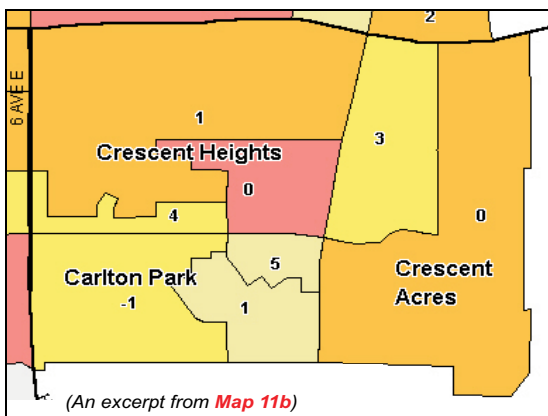 2
6 AVE E
1
Crescent Heights
3
0
4
0
5
Carlton Park
-1
1
Crescent
Acres
(An excerpt from Map 11b)